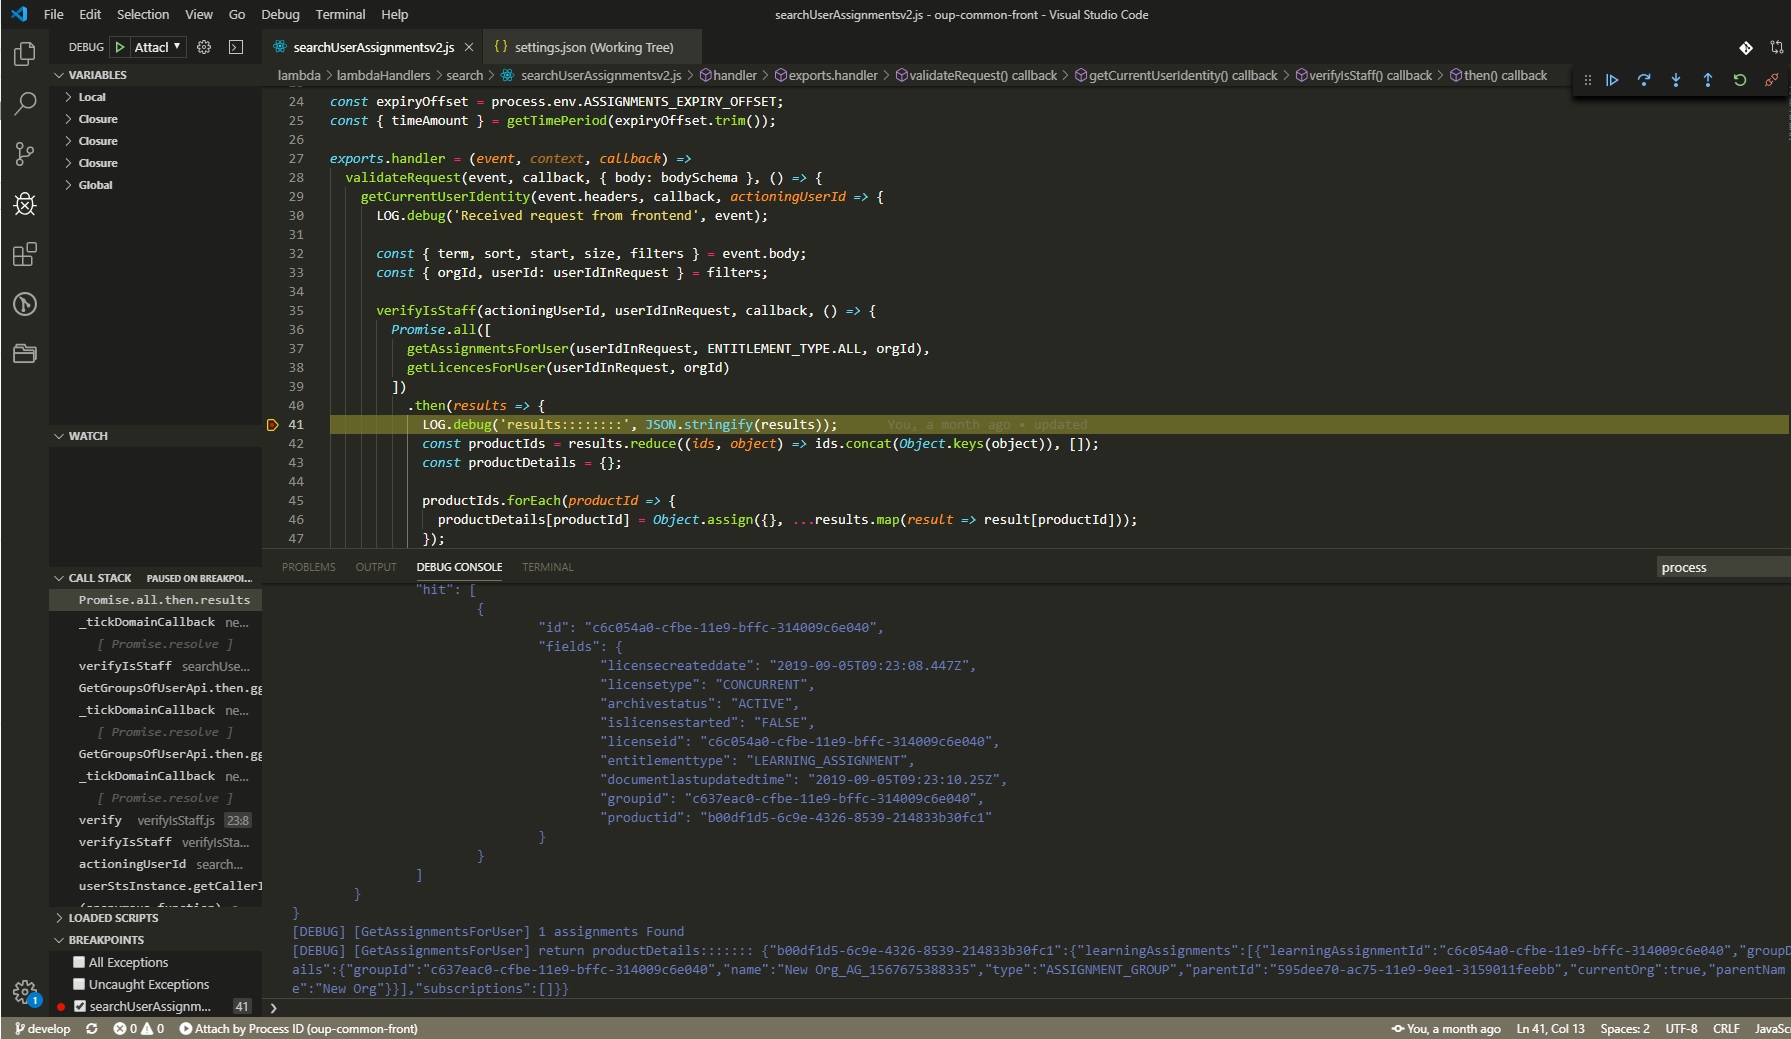 File Edit Selection View Go Debug Terminal Help
searchUserAssignmentsv2.js - oup-common-front - Visual Studio Code
DEBUG Attacl
searchUserAssignmentsv2.js
{ } settings.json (Working Tree)
lambda > lambdaHandlers > search > searchUserAssignmentsv2.js > handler > exports.handler > validateRequest() callback > getCurrentUserIdentity() callback > verifyIsStaff() callback > then() callback
VARIABLES
Local
Closure
Closure
Closure
Global
WATCH
CALL STACK PAUSED ON BREAKPOI...
Promise.all.then.results
_tickDomainCallback ne...
[ Promise.resolve ]
verifyIsStaff searchUse...
GetGroupsOfUserApi.then.gg
_tickDomainCallback ne...
[ Promise.resolve ]
GetGroupsOfUserApi.then.gg
_tickDomainCallback ne...
[ Promise.resolve ]
verify verifyIsStaff.js 23:8
verifyIsStaff verifyIsSta...
actioningUserId search...
userStsInstance.getCallerI
LOADED SCRIPTS
BREAKPOINTS
All Exceptions
Uncaught Exceptions
searchUserAssignm... 41
24 const expiryOffset = process.env.ASSIGNMENTS_EXPIRY_OFFSET;
25 const { timeAmount } = getTimePeriod(expiryOffset.trim());
26
27 exports.handler = (event, context, callback) =>
28 validateRequest(event, callback, { body: bodySchema }, () => {
29 getCurrentUserIdentity(event.headers, callback, actioningUserId => {
30 LOG.debug('Received request from frontend', event);
31
32 const { term, sort, start, size, filters } = event.body;
33 const { orgId, userId: userIdInRequest } = filters;
34
35 verifyIsStaff(actioningUserId, userIdInRequest, callback, () => {
36 Promise.all([
37 getAssignmentsForUser(userIdInRequest, ENTITLEMENT_TYPE.ALL, orgId),
38 getLicencesForUser(userIdInRequest, orgId)
39 ])
40 .then(results => {
41 LOG.debug('results::::::::', JSON.stringify(results)); You, a month ago • updated
42 const productIds = results.reduce((ids, object) => ids.concat(Object.keys(object)), []);
43 const productDetails = {};
44
45 productIds.forEach(productId => {
46 productDetails[productId] = Object.assign({}, ...results.map(result => result[productId]));
47 });
PROBLEMS OUTPUT DEBUG CONSOLE TERMINAL
process
"hit": [
{
"id": "c6c054a0-cfbe-11e9-bffc-314009c6e040",
"fields": {
"licensecreateddate": "2019-09-05T09:23:08.447Z",
"licensetype": "CONCURRENT",
"archivestatus": "ACTIVE",
"islicensestarted": "FALSE",
"licenseid": "c6c054a0-cfbe-11e9-bffc-314009c6e040",
"entitlementtype": "LEARNING_ASSIGNMENT",
"documentlastupdatedtime": "2019-09-05T09:23:10.25Z",
"groupid": "c637eac0-cfbe-11e9-bffc-314009c6e040",
"productid": "b00df1d5-6c9e-4326-8539-214833b30fc1"
}
}
]
}
}
[DEBUG] [GetAssignmentsForUser] 1 assignments Found
[DEBUG] [GetAssignmentsForUser] return productDetails::::::: {"b00df1d5-6c9e-4326-8539-214833b30fc1":{"learningAssignments":[{"learningAssignmentId":"c6c054a0-cfbe-11e9-bffc-314009c6e040","groupD
ails":{"groupId":"c637eac0-cfbe-11e9-bffc-314009c6e040","name":"New Org_AG_1567675388335","type":"ASSIGNMENT_GROUP","parentId":"595dee70-ac75-11e9-9ee1-3159011feebb","currentOrg":true,"parentNam
e":"New Org"}}],"subscriptions":[]}}
>
1
develop 0 0 Attach by Process ID (oup-common-front)
You, a month ago Ln 41, Col 13 Spaces: 2 UTF-8 CRLF JavaSc